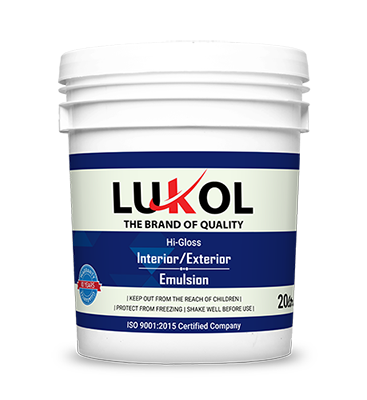 LUKOL
THE BRAND OF QUALITY
Hi-Gloss
Interior/Exterior
Emulsion
| KEEP OUT FROM THE REACH OF CHILDREN |
| PROTECT FROM FREEZING | SHAKE WELL BEFORE USE |
ISO 9001:2015 Certified Company
YEARS